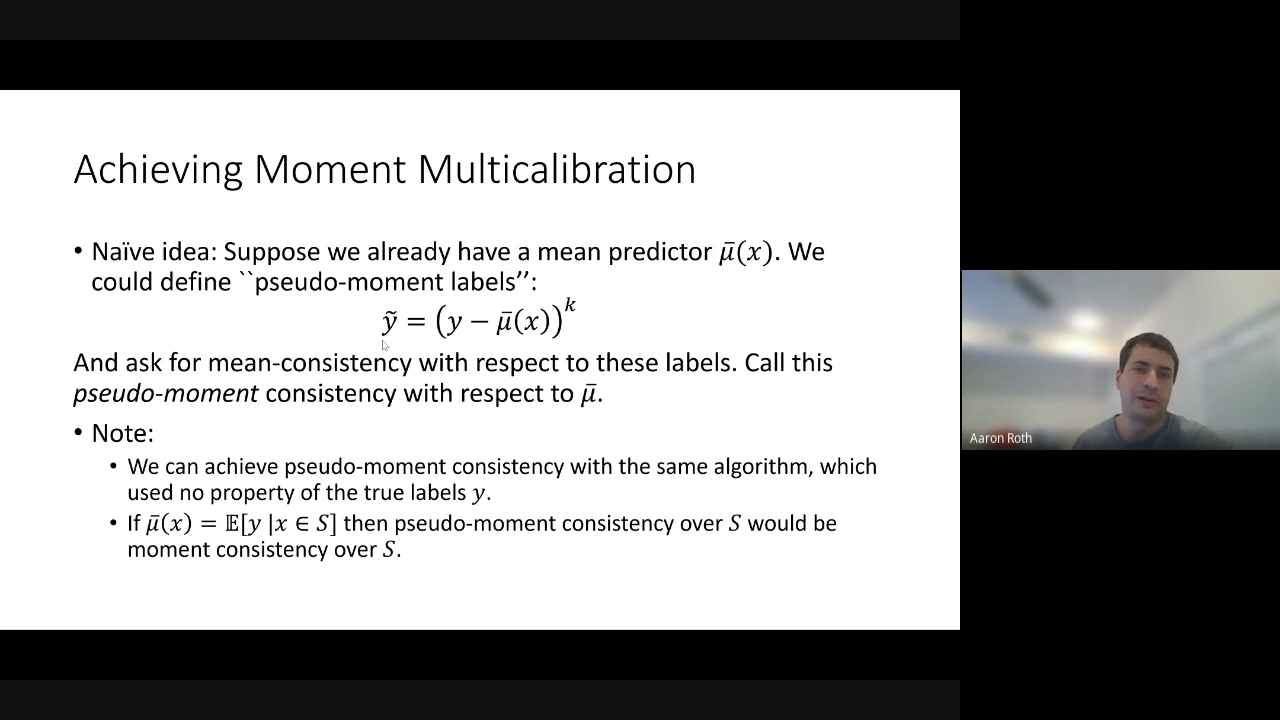 Achieving Moment Multicalibration
• Naïve idea: Suppose we already have a mean predictor μ̄(x). We
could define ``pseudo-moment labels’’:
ỹ = (y − μ̄(x))^k
And ask for mean-consistency with respect to these labels. Call this
pseudo-moment consistency with respect to μ̄.
• Note:
• We can achieve pseudo-moment consistency with the same algorithm, which
used no property of the true labels y.
• If μ̄(x) = 𝔼[y |x ∈ S] then pseudo-moment consistency over S would be
moment consistency over S.
Aaron Roth